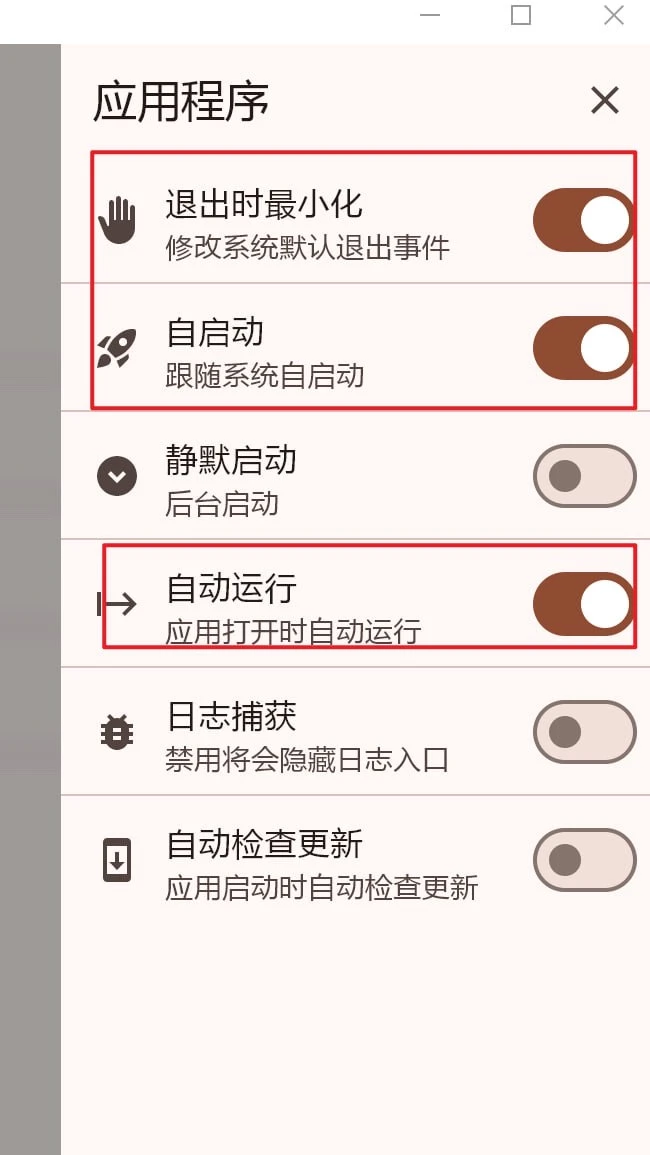 应用程序
退出时最小化
修改系统默认退出事件
自启动
跟随系统自启动
静默启动
后台启动
自动运行
应用打开时自动运行
日志捕获
禁用将会隐藏日志入口
自动检查更新
应用启动时自动检查更新